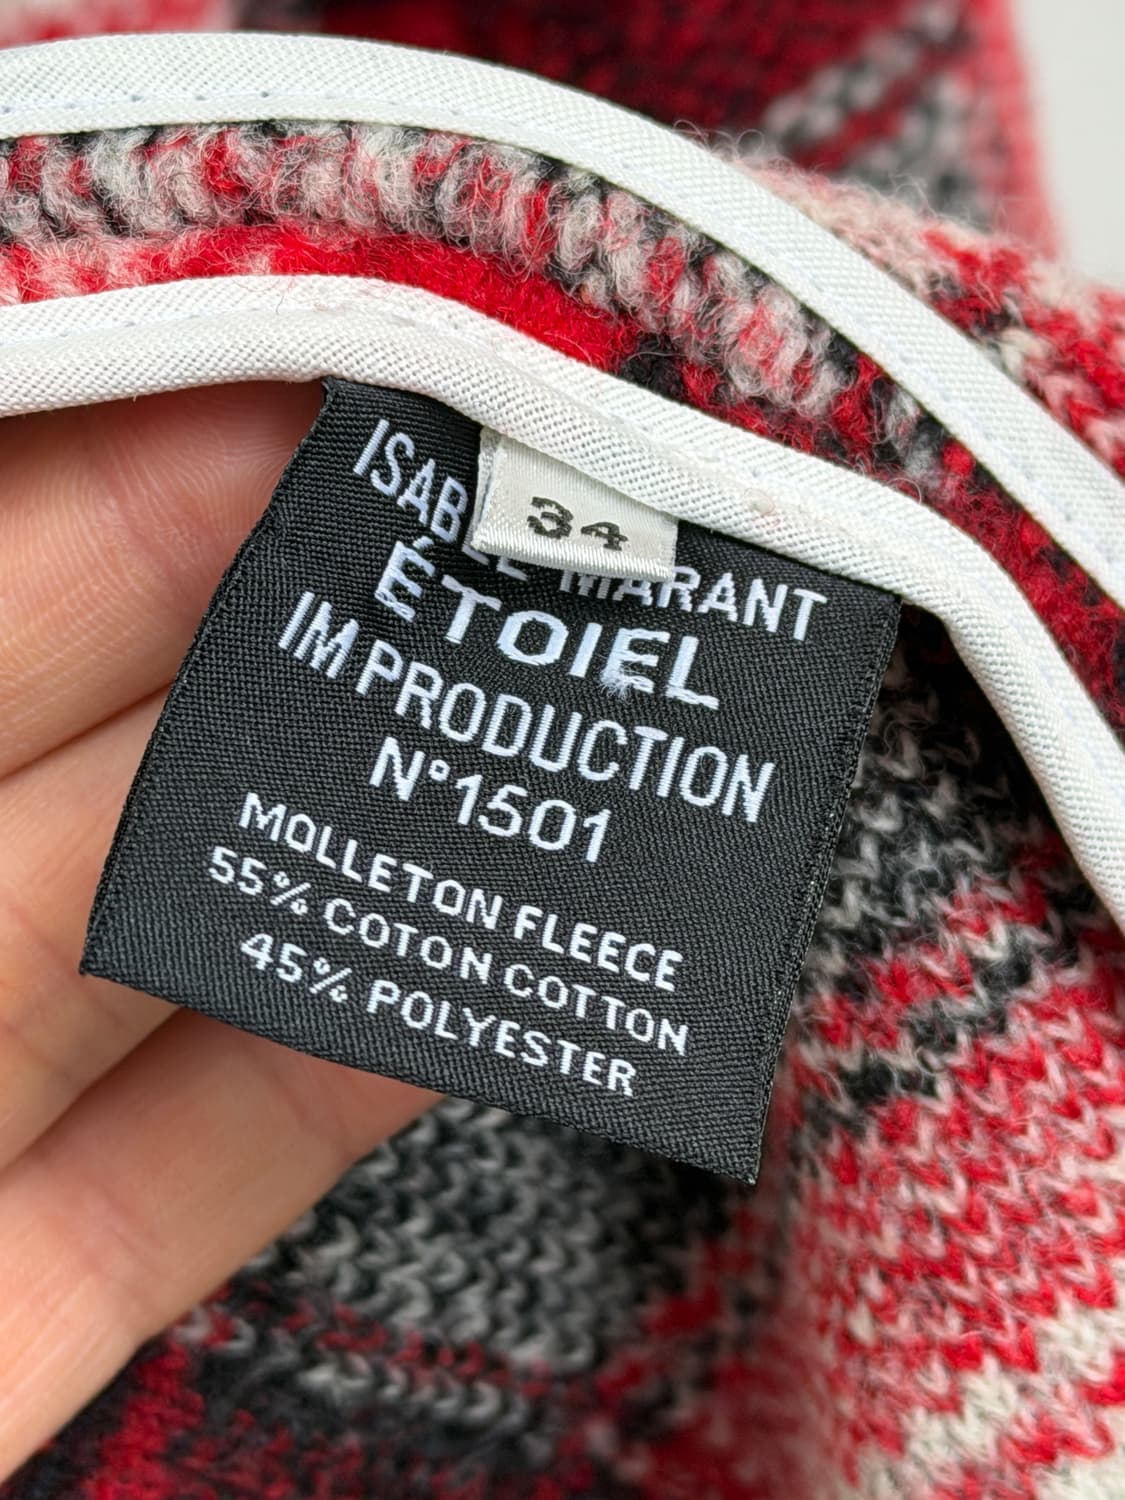 34
ISABEL MARANT
ÉTOIEL
IM PRODUCTION
N°1501
MOLLETON FLEECE
55% COTON COTTON
45% POLYESTER